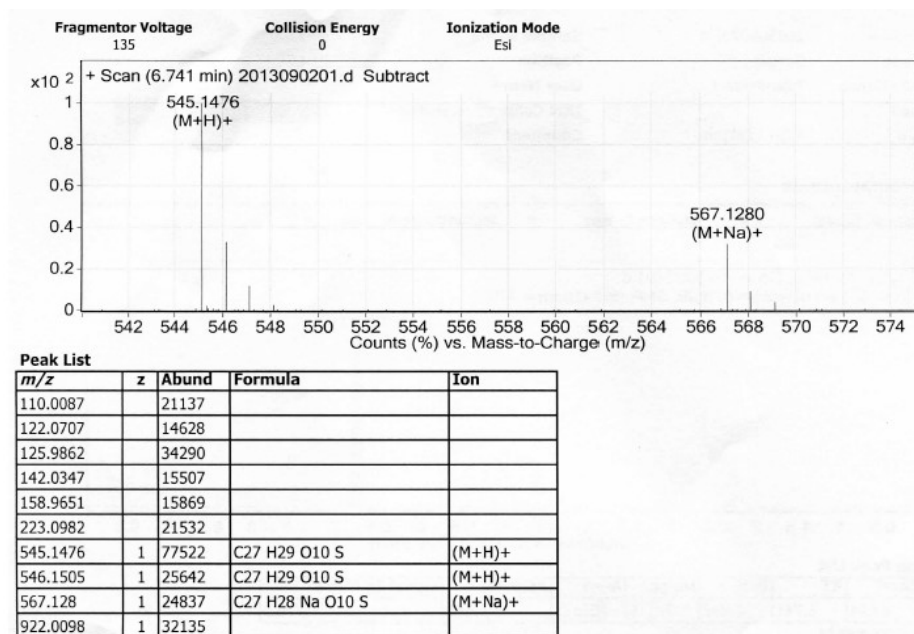 Fragmentor Voltage Collision Energy Ionization Mode
135 0 Esi
x10 2 + Scan (6.741 min) 2013090201.d Subtract
1
545.1476
(M+H)+
0.8
0.6
567.1280
(M+Na)+
0.4
0.2
0
542 544 546 548 550 552 554 556 558 560 562 564 566 568 570 572 574
Counts (%) vs. Mass-to-Charge (m/z)
Peak List
m/z z Abund Formula Ion
110.0087 21137
122.0707 14628
125.9862 34290
142.0347 15507
158.9651 15869
223.0982 21532
545.1476 1 77522 C27 H29 O10 S (M+H)+
546.1505 1 25642 C27 H29 O10 S (M+H)+
567.128 1 24837 C27 H28 Na O10 S (M+Na)+
922.0098 1 32135